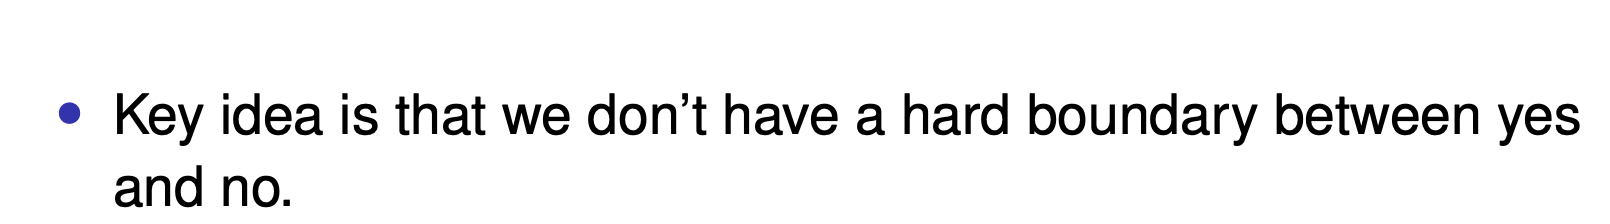 • Key idea is that we don’t have a hard boundary between yes
and no.